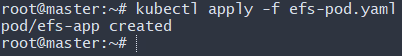 root@master:~# kubectl apply -f efs-pod.yaml
pod/efs-app created
root@master:~#